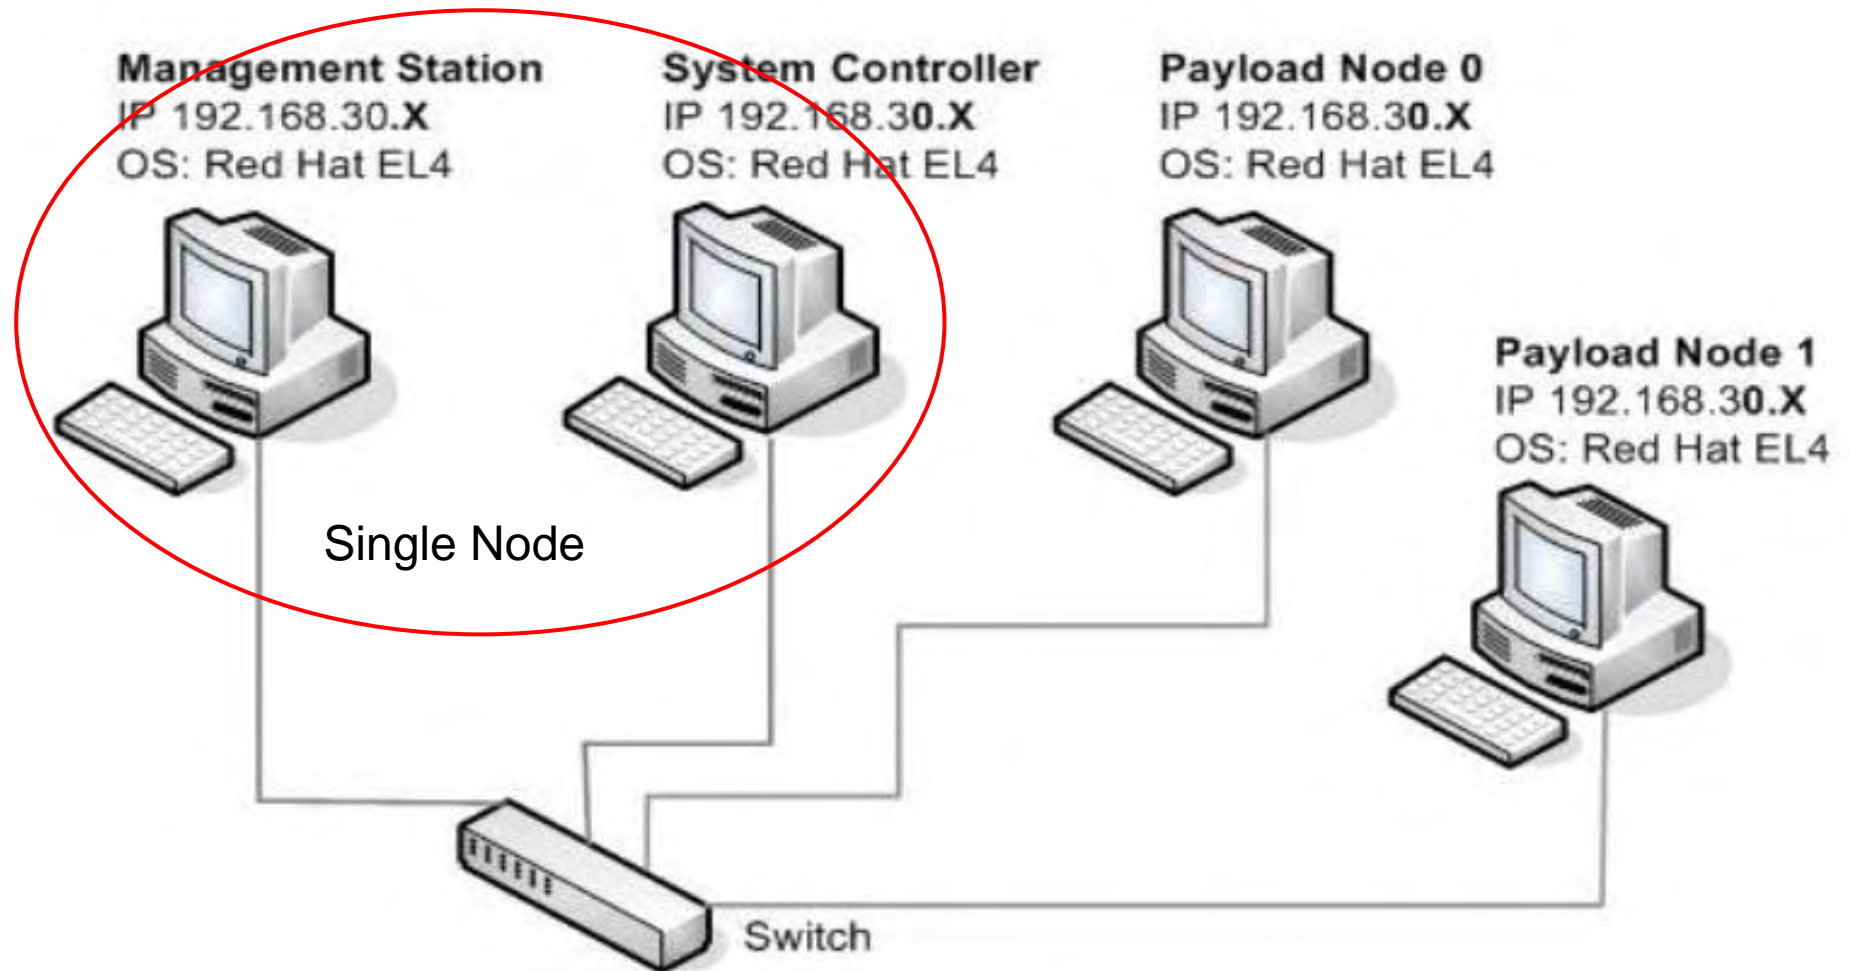 Management Station
IP 192.168.30.X
OS: Red Hat EL4
System Controller
IP 192.168.30.X
OS: Red Hat EL4
Payload Node 0
IP 192.168.30.X
OS: Red Hat EL4
Payload Node 1
IP 192.168.30.X
OS: Red Hat EL4
Single Node
Switch